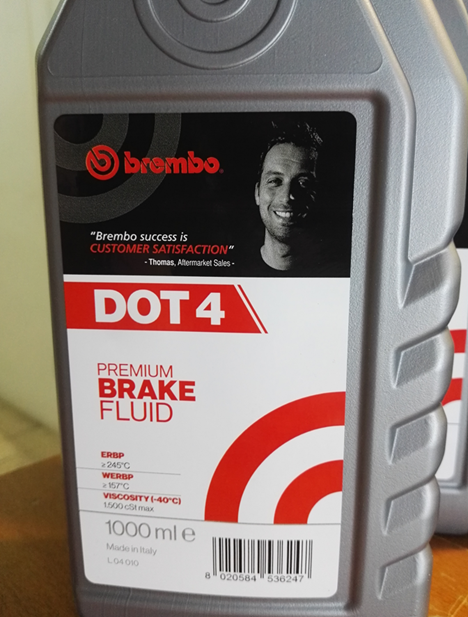 brembo
"Brembo success is
CUSTOMER SATISFACTION"
- Thomas, Aftermarket Sales -
DOT 4
PREMIUM
BRAKE
FLUID
ERBP
≥ 245°C
WERBP
≥ 157°C
VISCOSITY (-40°C)
1.500 cSt max
1000 ml e
Made in Italy
L 04 010
8 020584 536247